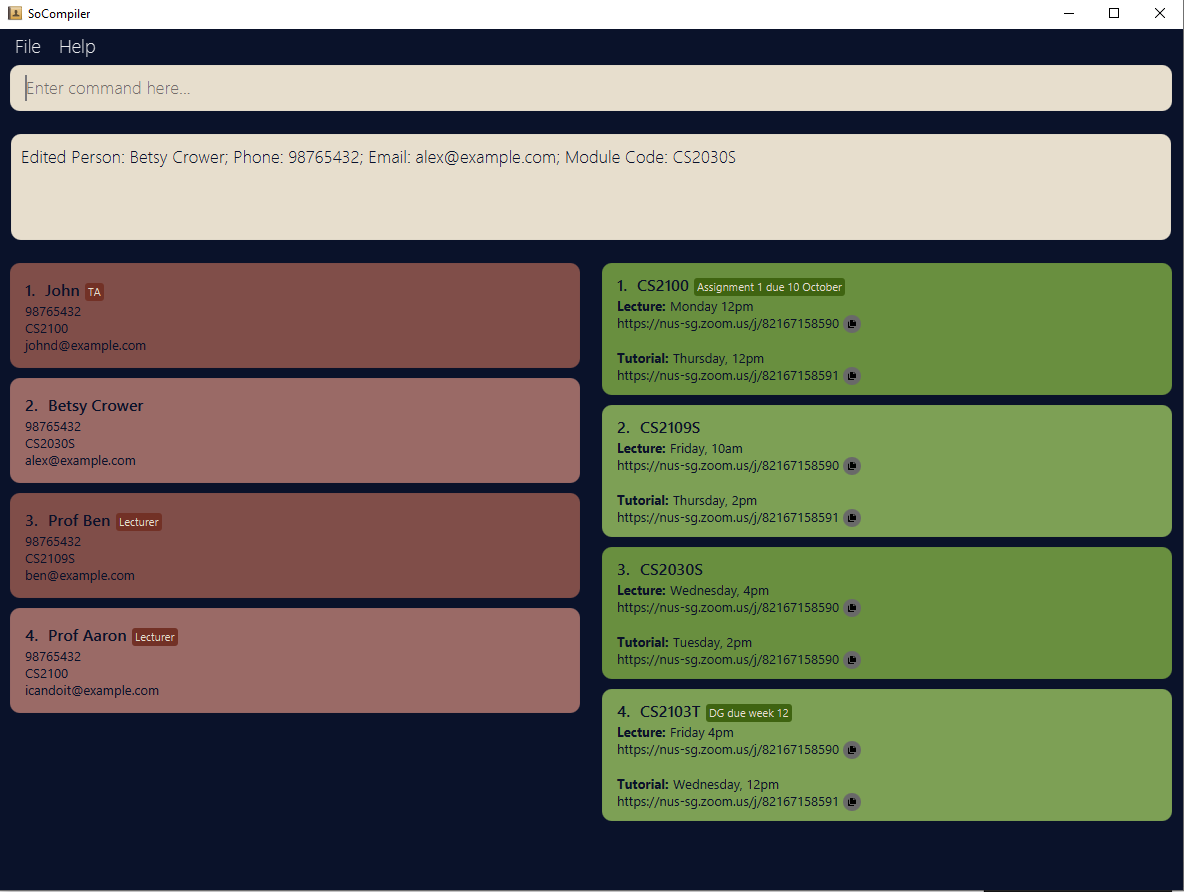 SoCompiler
File Help
Enter command here...
Edited Person: Betsy Crower; Phone: 98765432; Email: alex@example.com; Module Code: CS2030S
1. John TA
98765432
CS2100
johnd@example.com
2. Betsy Crower
98765432
CS2030S
alex@example.com
3. Prof Ben Lecturer
98765432
CS2109S
ben@example.com
4. Prof Aaron Lecturer
98765432
CS2100
icandoit@example.com
1. CS2100 Assignment 1 due 10 October
Lecture: Monday 12pm
https://nus-sg.zoom.us/j/82167158590
Tutorial: Thursday, 12pm
https://nus-sg.zoom.us/j/82167158591
2. CS2109S
Lecture: Friday, 10am
https://nus-sg.zoom.us/j/82167158590
Tutorial: Thursday, 2pm
https://nus-sg.zoom.us/j/82167158591
3. CS2030S
Lecture: Wednesday, 4pm
https://nus-sg.zoom.us/j/82167158590
Tutorial: Tuesday, 2pm
https://nus-sg.zoom.us/j/82167158590
4. CS2103T DG due week 12
Lecture: Friday 4pm
https://nus-sg.zoom.us/j/82167158590
Tutorial: Wednesday, 12pm
https://nus-sg.zoom.us/j/82167158591